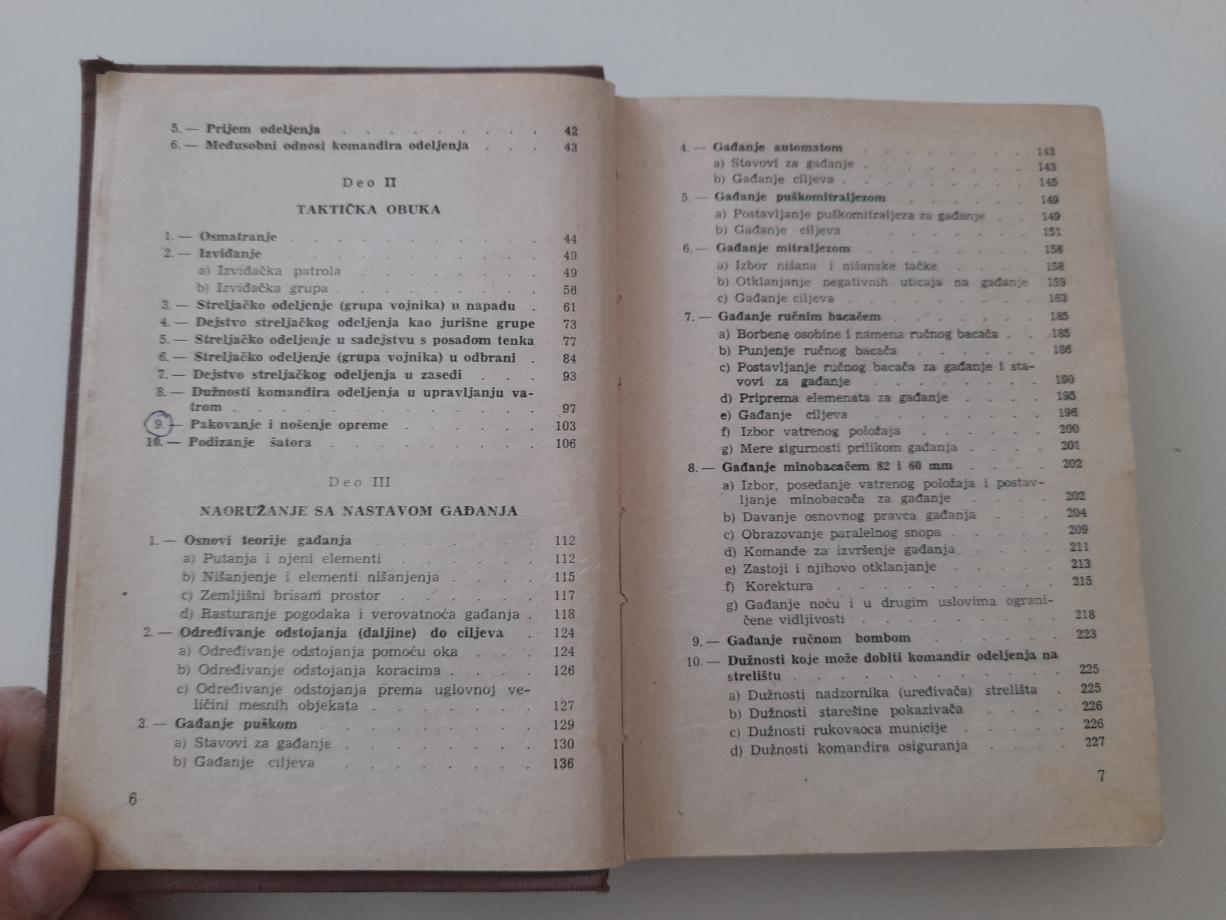 5. — Prijem odeljenja . . . . . . . . 42
6. — Međusobni odnosi komandira odeljenja . . . 43
Deo II
TAKTIČKA OBUKA
1. — Osmatranje . . . . . . . . . 44
2. — Izviđanje . . . . . . . . . 49
a) Izviđačka patrola . . . . . . . 49
b) Izviđačka grupa . . . . . . . . 56
3. — Streljačko odeljenje (grupa vojnika) u napadu . 61
4. — Dejstvo streljačkog odeljenja kao jurišne grupe 73
5. — Streljačko odeljenje u sadejstvu s posadom tenka 77
6. — Streljačko odeljenje (grupa vojnika) u odbrani . 84
7. — Dejstvo streljačkog odeljenja u zasedi . . . 93
8. — Dužnosti komandira odeljenja u upravljanju va-
trom . . . . . . . . . . . . 97
9. — Pakovanje i nošenje opreme . . . . . 103
10. — Podizanje šatora . . . . . . . . 106
Deo III
NAORUŽANJE SA NASTAVOM GAĐANJA
1. — Osnovi teorije gađanja . . . . . . 112
a) Putanja i njeni elementi . . . . . 112
b) Nišanjenje i elementi nišanjenja . . . . 115
c) Zemljišni brisani prostor . . . . . 117
d) Rasturanje pogodaka i verovatnoća gađanja . 118
2. — Određivanje odstojanja (daljine) do ciljeva . 124
a) Određivanje odstojanja pomoću oka . . . 124
b) Određivanje odstojanja koracima . . . . 126
c) Određivanje odstojanja prema uglovnoj ve-
ličini mesnih objekata . . . . . . 127
3. — Gađanje puškom . . . . . . . . 129
a) Stavovi za gađanje . . . . . . . 130
b) Gađanje ciljeva . . . . . . . 136
6
4. — Gađanje automatom . . . . . . . 143
a) Stavovi za gađanje . . . . . . . 143
b) Gađanje ciljeva . . . . . . . . 145
5. — Gađanje puškomitraljezom . . . . . 149
a) Postavljanje puškomitraljeza za gađanje . . 149
b) Gađanje ciljeva . . . . . . . 151
6. — Gađanje mitraljezom . . . . . . . 158
a) Izbor nišana i nišanske tačke . . . . 158
b) Otklanjanje negativnih uticaja na gađanje 159
c) Gađanje ciljeva . . . . . . . . 163
7. — Gađanje ručnim bacačem . . . . . . 185
a) Borbene osobine i namena ručnog bacača . . 185
b) Punjenje ručnog bacača . . . . . . 186
c) Postavljanje ručnog bacača za gađanje i sta-
vovi za gađanje . . . . . . . 190
d) Priprema elemenata za gađanje . . . . 195
e) Gađanje ciljeva . . . . . . . 196
f) Izbor vatrenog položaja . . . . . . 200
g) Mere sigurnosti prilikom gađanja . . . . 201
8. — Gađanje minobacačem 82 i 60 mm . . . . 202
a) Izbor, posedanje vatrenog položaja i postav-
ljanje minobacača za gađanje . . . . 202
b) Davanje osnovnog pravca gađanja . . . 204
c) Obrazovanje paralelnog snopa . . . . 209
d) Komande za izvršenje gađanja . . . . 211
e) Zastoji i njihovo otklanjanje . . . . 213
f) Korektura . . . . . . . . . 215
g) Gađanje noću i u drugim uslovima ograni-
čene vidljivosti . . . . . . . . 218
9. — Gađanje ručnom bombom . . . . . 223
10. — Dužnosti koje može dobiti komandir odeljenja na
strelištu . . . . . . . . . . . 225
a) Dužnosti nadzornika (uređivača) strelišta . 225
b) Dužnosti starešine pokazivača . . . . 226
c) Dužnosti rukovaoca municije . . . . 226
d) Dužnosti komandira osiguranja . . . . 227
7